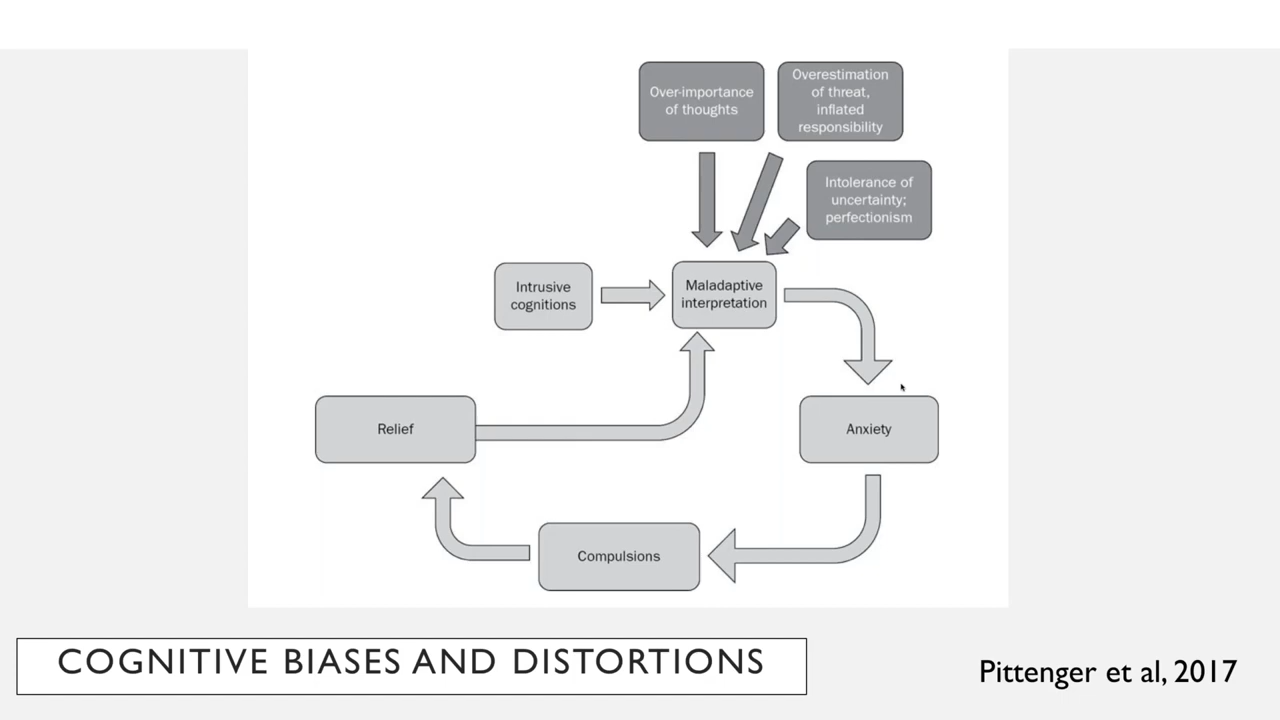 Over-importance
of thoughts
Overestimation
of threat,
inflated
responsibility
Intolerance of
uncertainty;
perfectionism
Intrusive
cognitions
Maladaptive
interpretation
Relief
Anxiety
Compulsions
COGNITIVE BIASES AND DISTORTIONS
Pittenger et al, 2017